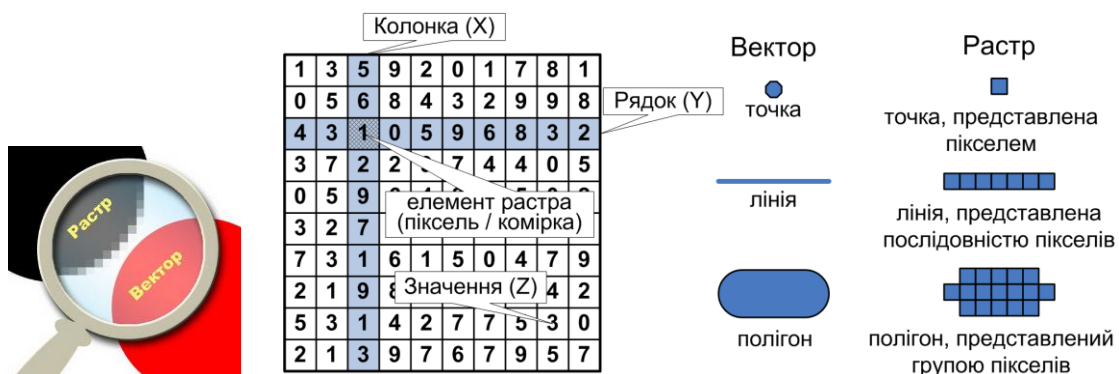 Растр
Вектор
Колонка (X)
1 3 5 9 2 0 1 7 8 1
0 5 6 8 4 3 2 9 9 8
Рядок (Y)
4 3 1 0 5 9 6 8 3 2
3 7 2 2 7 4 4 0 5
0 5 9
елемент растра
(піксель / комірка)
3 2 7
7 3 1 6 1 5 0 4 7 9
Значення (Z)
2 1 9 4 2
5 3 1 4 2 7 7 5 3 0
2 1 3 9 7 6 7 9 5 7
Вектор
точка
лінія
полігон
Растр
точка, представлена
пікселем
лінія, представлена
послідовністю пікселів
полігон, представлений
групою пікселів